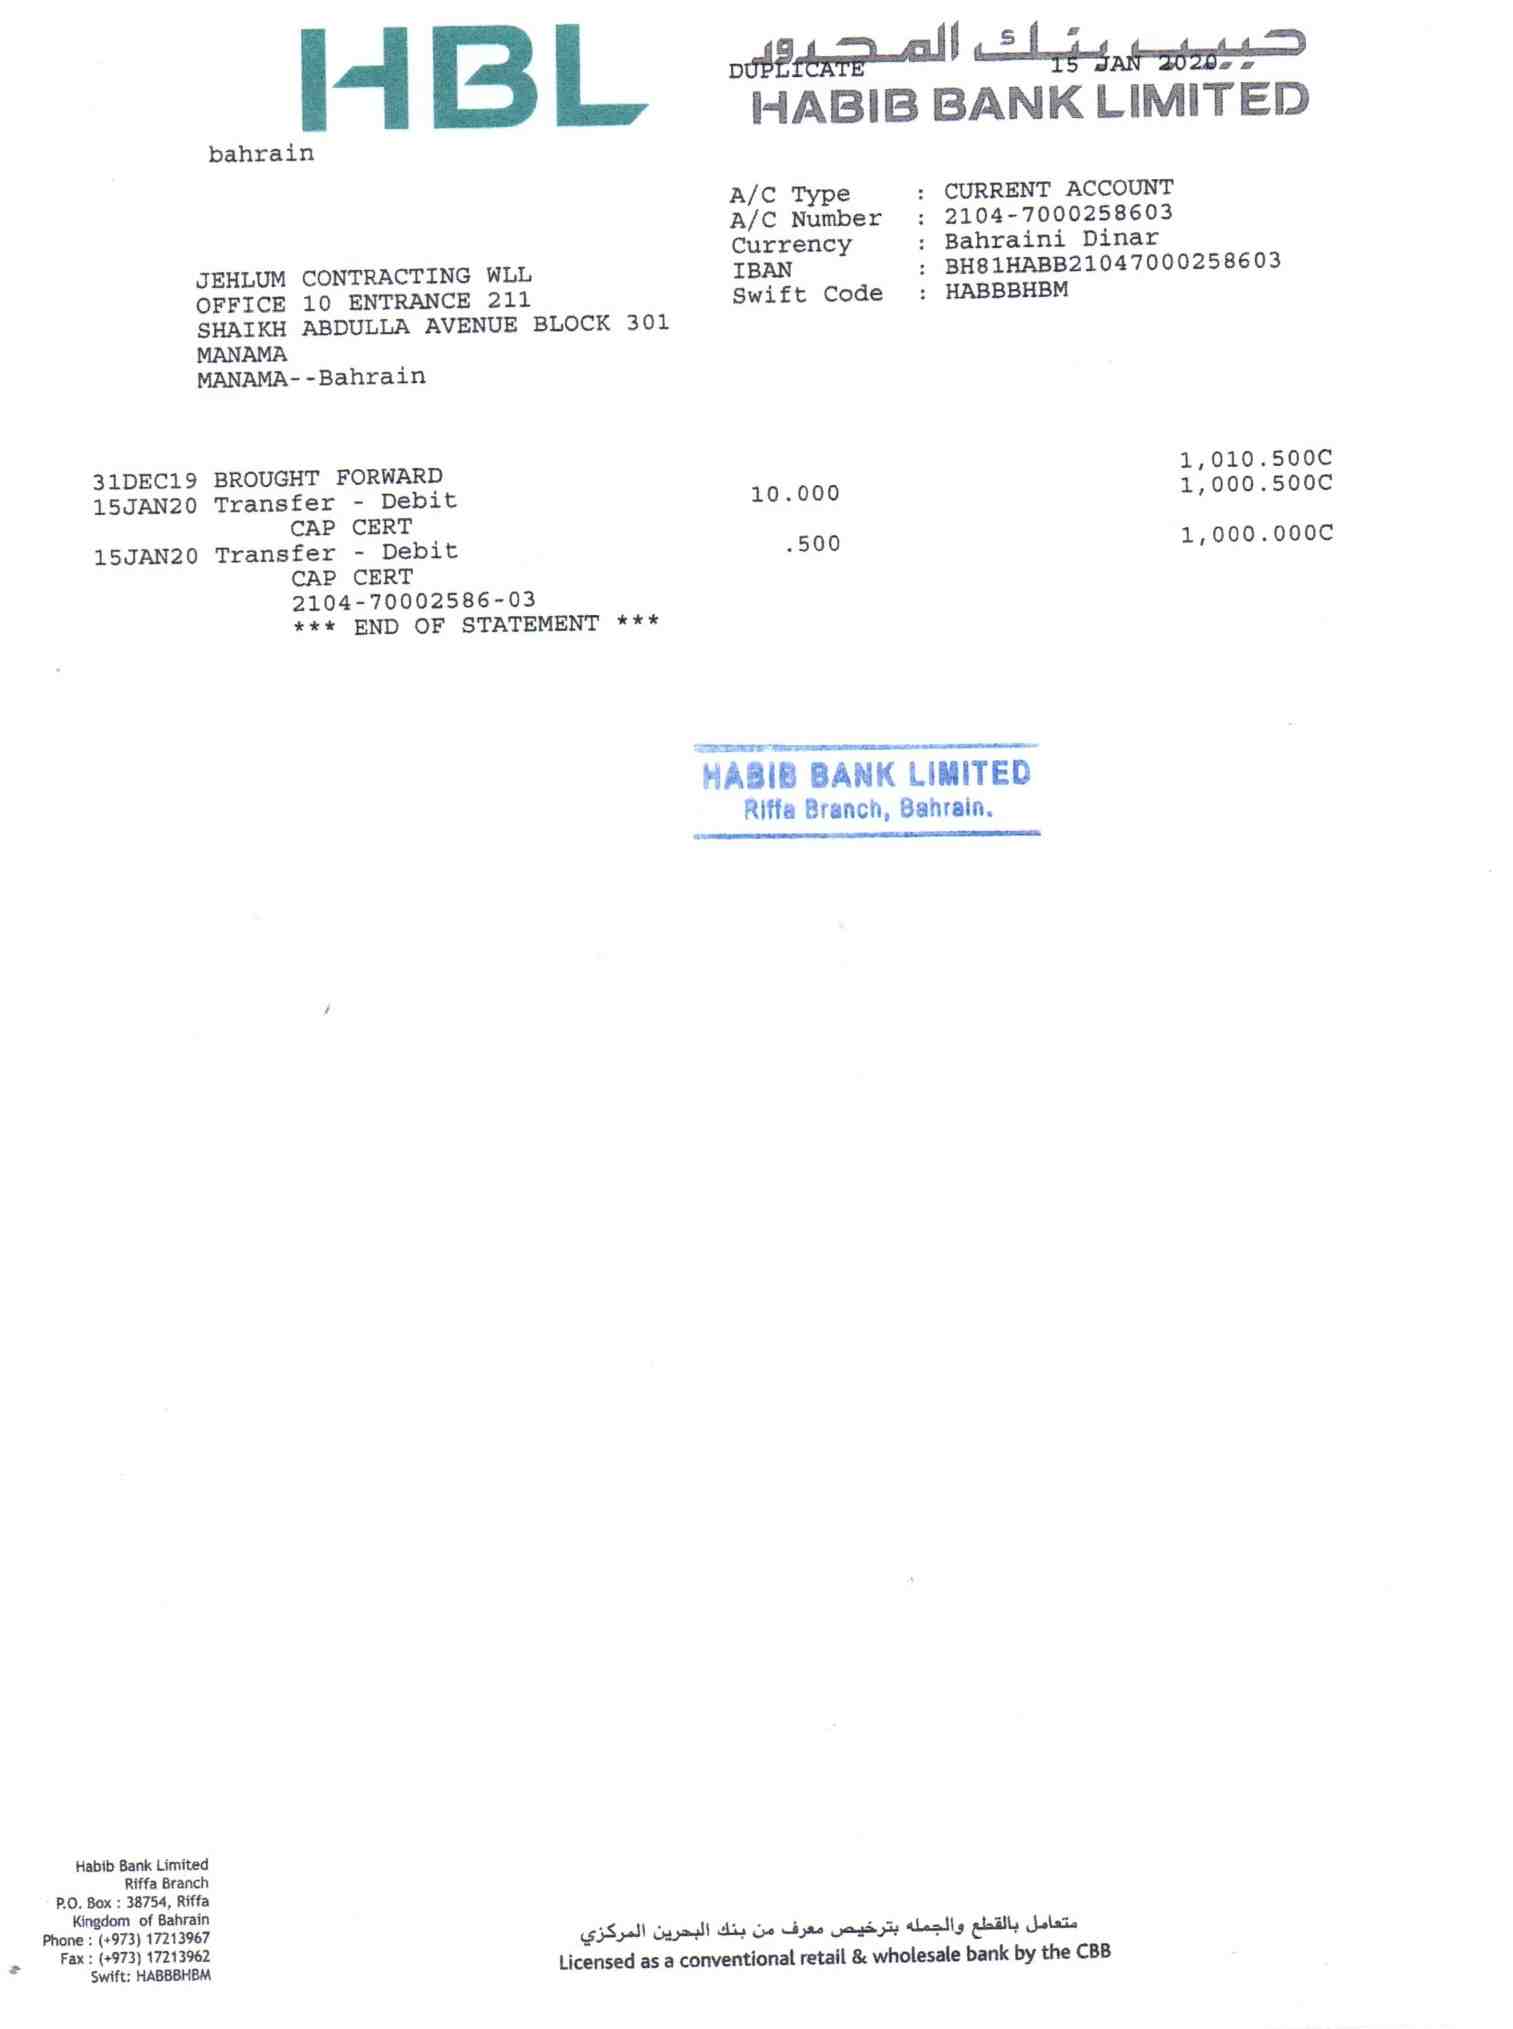 HBL
حبيب بنك المحدود
DUPLICATE 15 JAN 2020
HABIB BANK LIMITED
bahrain
A/C Type : CURRENT ACCOUNT
A/C Number : 2104-7000258603
Currency : Bahraini Dinar
IBAN : BH81HABB21047000258603
Swift Code : HABBBHBM
JEHLUM CONTRACTING WLL
OFFICE 10 ENTRANCE 211
SHAIKH ABDULLA AVENUE BLOCK 301
MANAMA
MANAMA--Bahrain
31DEC19 BROUGHT FORWARD 1,010.500C
15JAN20 Transfer - Debit 10.000 1,000.500C
CAP CERT
15JAN20 Transfer - Debit .500 1,000.000C
CAP CERT
2104-70002586-03
*** END OF STATEMENT ***
HABIB BANK LIMITED
Riffa Branch, Bahrain.
Habib Bank Limited
Riffa Branch
P.O. Box : 38754, Riffa
Kingdom of Bahrain
Phone : (+973) 17213967
Fax : (+973) 17213962
Swift: HABBBHBM
متعامل بالقطع والجمله بترخيص معرف من بنك البحرين المركزي
Licensed as a conventional retail & wholesale bank by the CBB